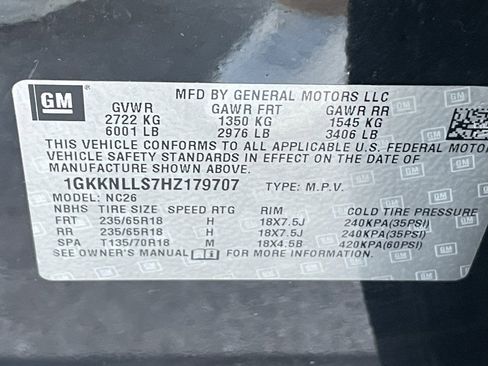 GM
MFD BY GENERAL MOTORS LLC
GVWR GAWR FRT GAWR RR
2722 KG 1350 KG 1545 KG
6001 LB 2976 LB 3406 LB
THIS VEHICLE CONFORMS TO ALL APPLICABLE U.S. FEDERAL MOTOR
VEHICLE SAFETY STANDARDS IN EFFECT ON THE DATE OF
MANUFACTURE SHOWN ABOVE.
1GKKNLLS7HZ179707 TYPE: M.P.V.
MODEL: NC26
NBHS TIRE SIZE SPEED RTG RIM COLD TIRE PRESSURE
FRT 235/65R18 H 18X7.5J 240KPA(35PSI)
RR 235/65R18 H 18X7.5J 240KPA(35PSI)
SPA T135/70R18 M 18X4.5B 420KPA(60PSI)
SEE OWNER'S MANUAL FOR MORE INFORMATION.